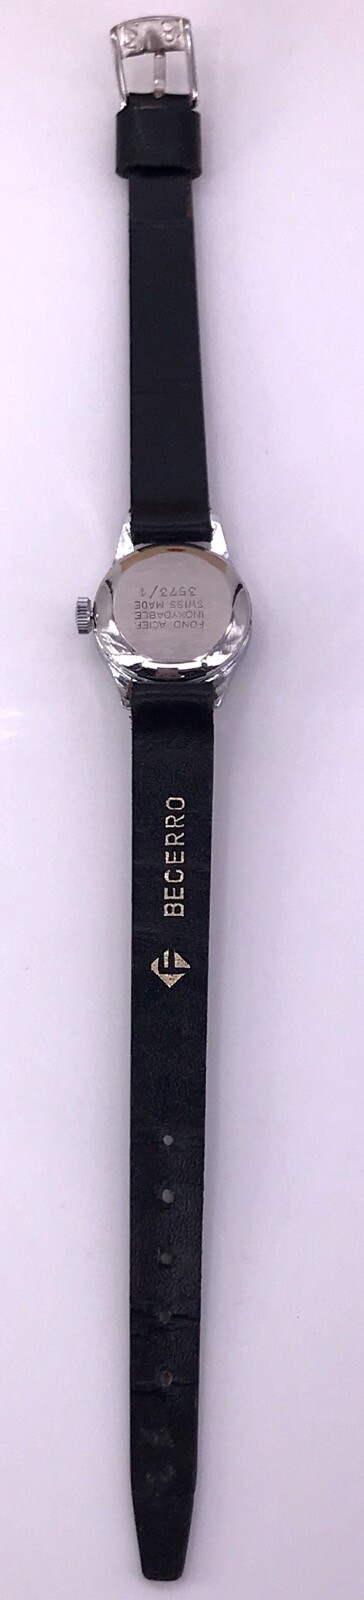 FOND ACIER
INOXYDABLE
SWISS MADE
3573/1
BECERRO